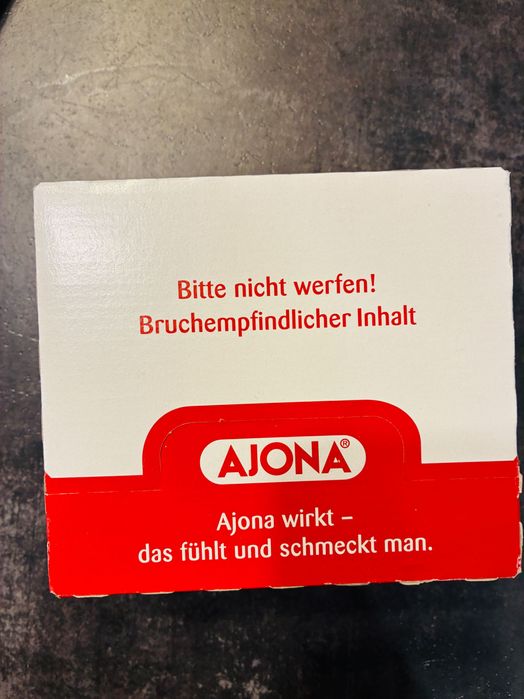 Bitte nicht werfen!
Bruchempfindlicher Inhalt
AJONA®
Ajona wirkt –
das fühlt und schmeckt man.